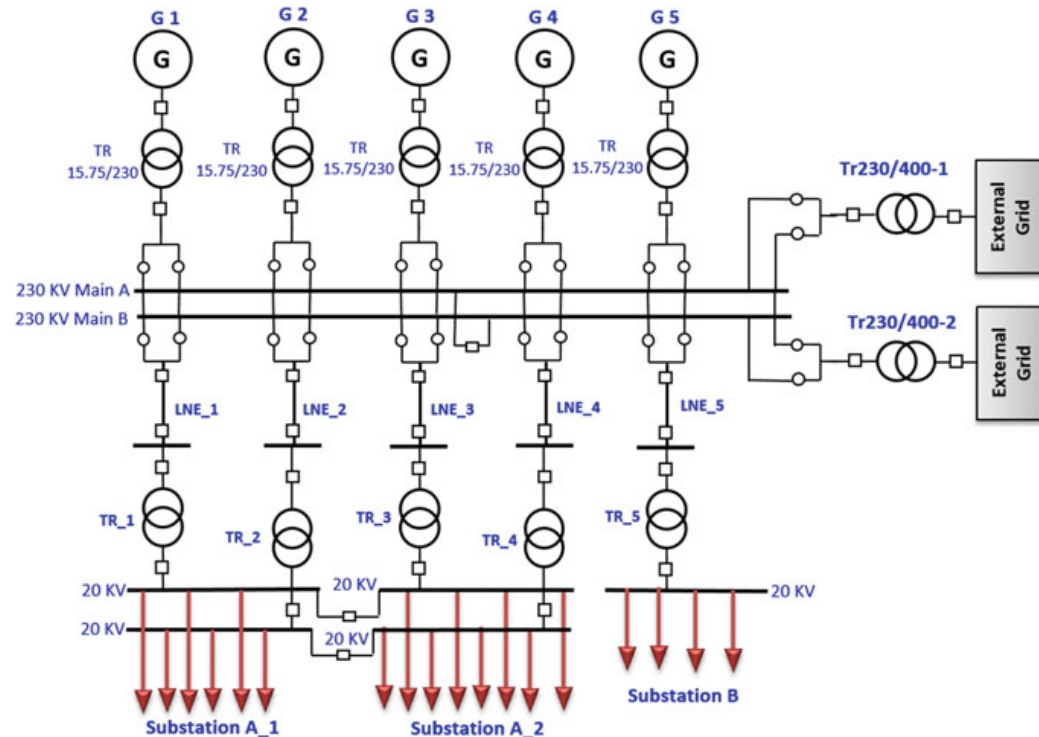 G 1
G 2
G 3
G 4
G 5
G
G
G
G
G
TR
15.75/230
TR
15.75/230
TR
15.75/230
TR
15.75/230
TR
15.75/230
Tr230/400-1
External
Grid
230 KV Main A
230 KV Main B
Tr230/400-2
External
Grid
LNE_1
LNE_2
LNE_3
LNE_4
LNE_5
TR_1
TR_2
TR_3
TR_4
TR_5
20 KV
20 KV
20 KV
20 KV
20 KV
Substation A_1
Substation A_2
Substation B